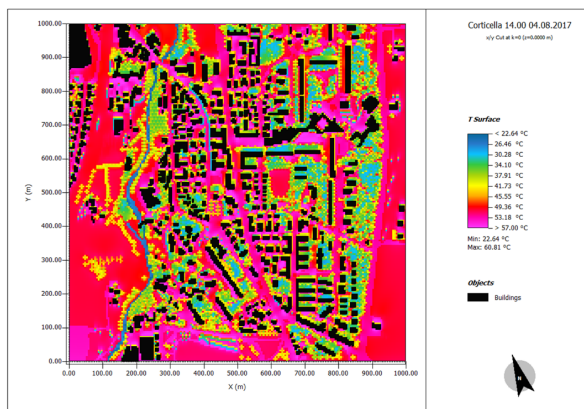 Corticella 14.00 04.08.2017
x/y Cut at k=0 (z=0.0000 m)
1000.00
900.00
800.00
700.00
600.00
500.00
400.00
300.00
200.00
100.00
0.00
Y (m)
0.00 100.00 200.00 300.00 400.00 500.00 600.00 700.00 800.00 900.00 1000.00
X (m)
T Surface
< 22.64 °C
26.46 °C
30.28 °C
34.10 °C
37.91 °C
41.73 °C
45.55 °C
49.36 °C
53.18 °C
> 57.00 °C
Min: 22.64 °C
Max: 60.81 °C
Objects
Buildings
N